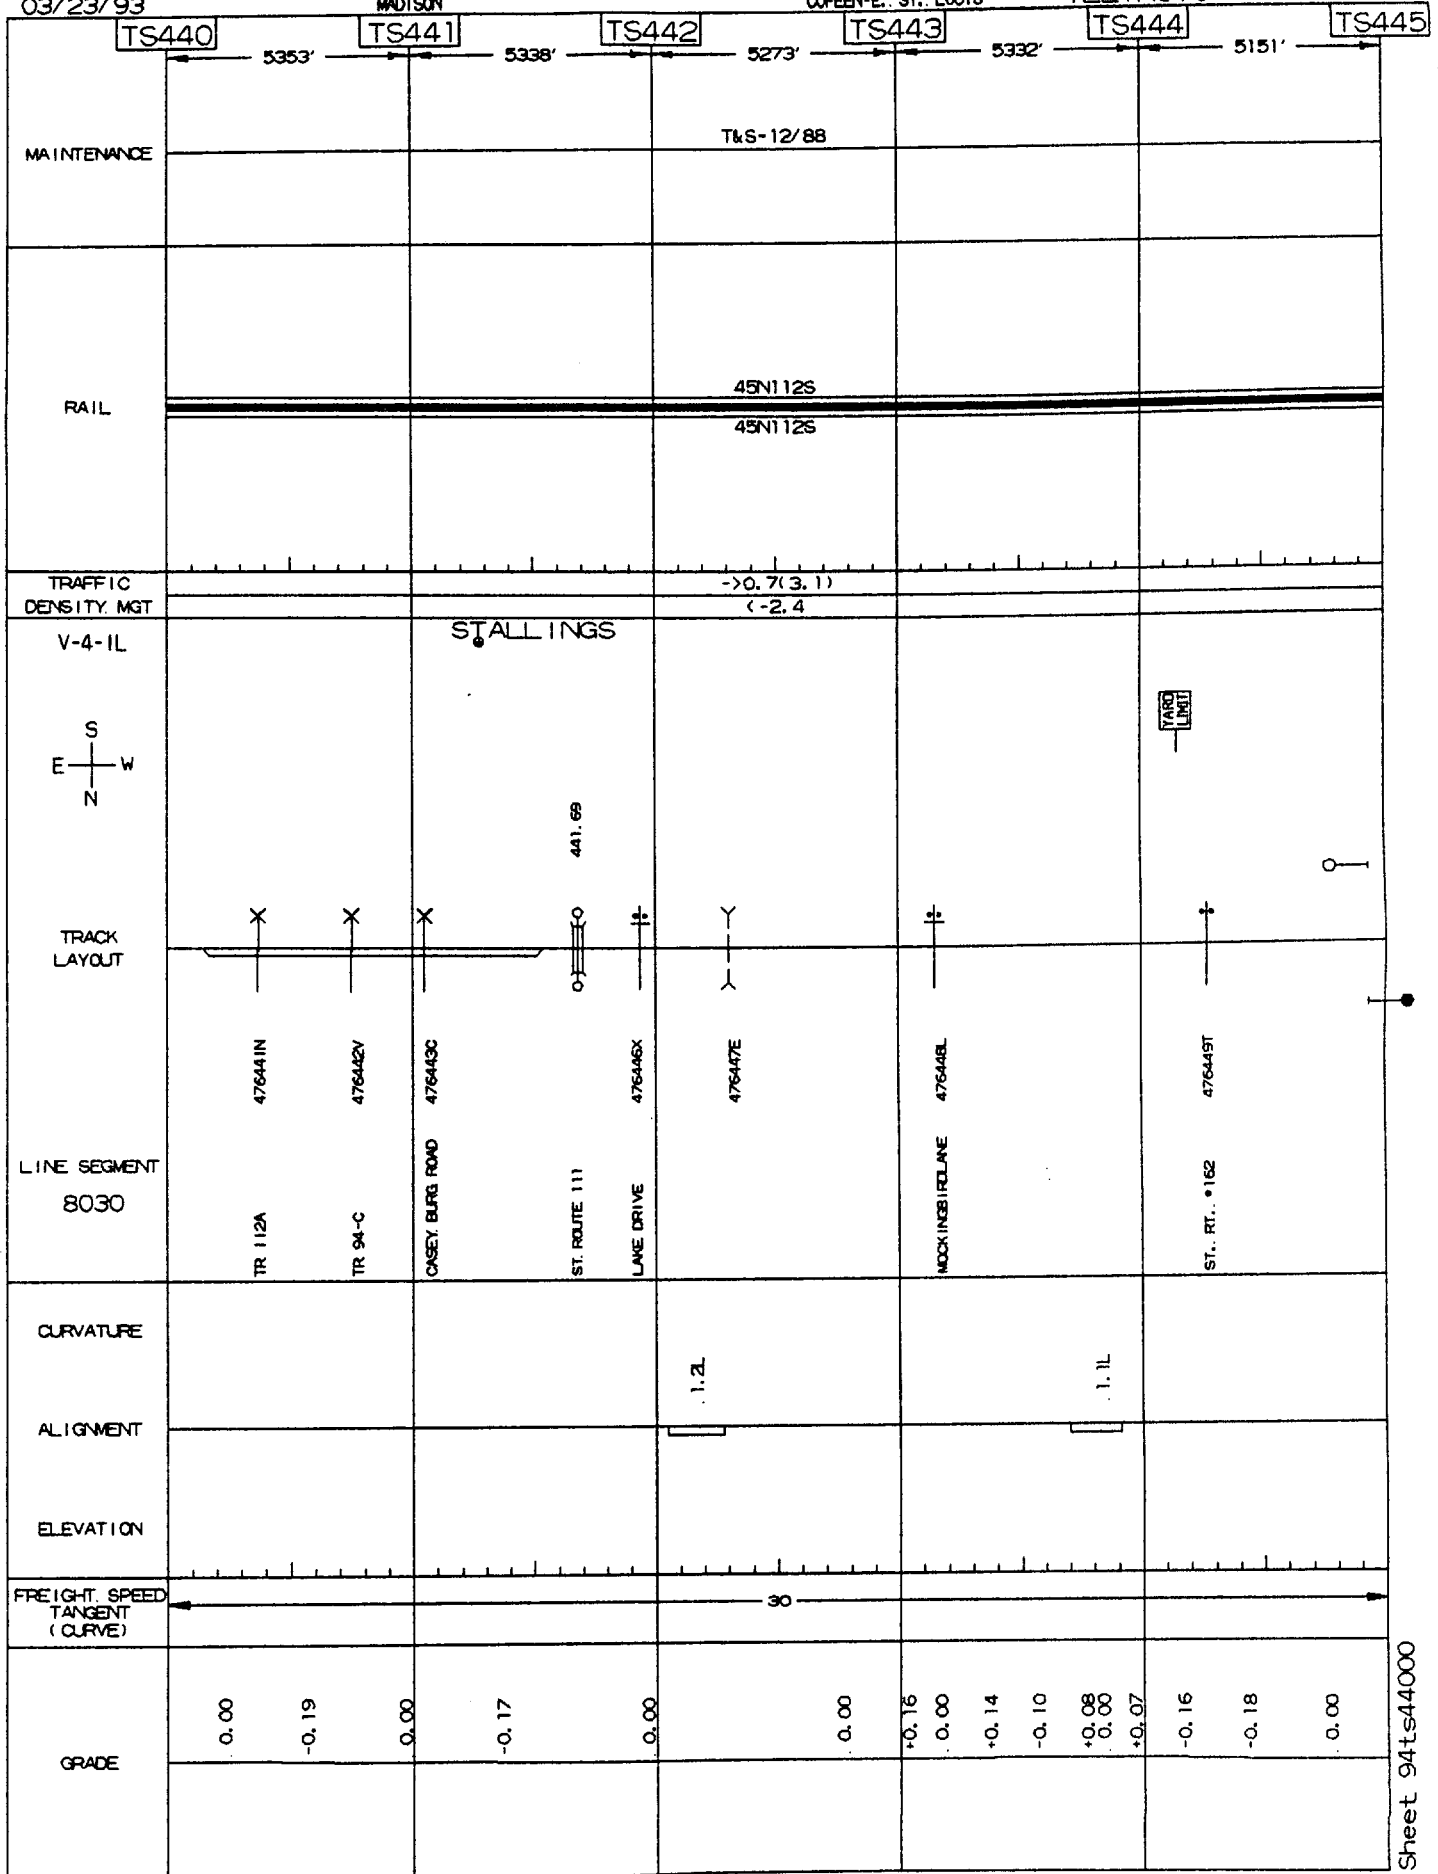 03/23/93
MADISON
TS440
TS441
TS442
TS443
TS444
TS445
5353'
5338'
5273'
5332'
5151'
MAINTENANCE
T&S-12/88
RAIL
45N112S
45N112S
TRAFFIC
DENSITY. MGT
->0.7(3.1)
<-2.4
V-4-IL
STALLINGS
S
E W
N
YARD
LIMIT
441.69
TRACK
LAYOUT
476441N
476442V
476443C
476446X
476447E
476448L
476449T
LINE SEGMENT
8030
TR 112A
TR 94-C
CASEY. BURG ROAD
ST. ROUTE 111
LAKE DRIVE
MOCKINGBIRDLANE
ST.. RT.. •162
CURVATURE
1.2L
1.1L
ALIGNMENT
ELEVATION
FREIGHT. SPEED
TANGENT
(CURVE)
30
GRADE
0.00
-0.19
0.00
-0.17
0.00
0.00
+0.16
0.00
+0.14
-0.10
+0.08
0.00
+0.07
-0.16
-0.18
0.00
Sheet 94ts44000